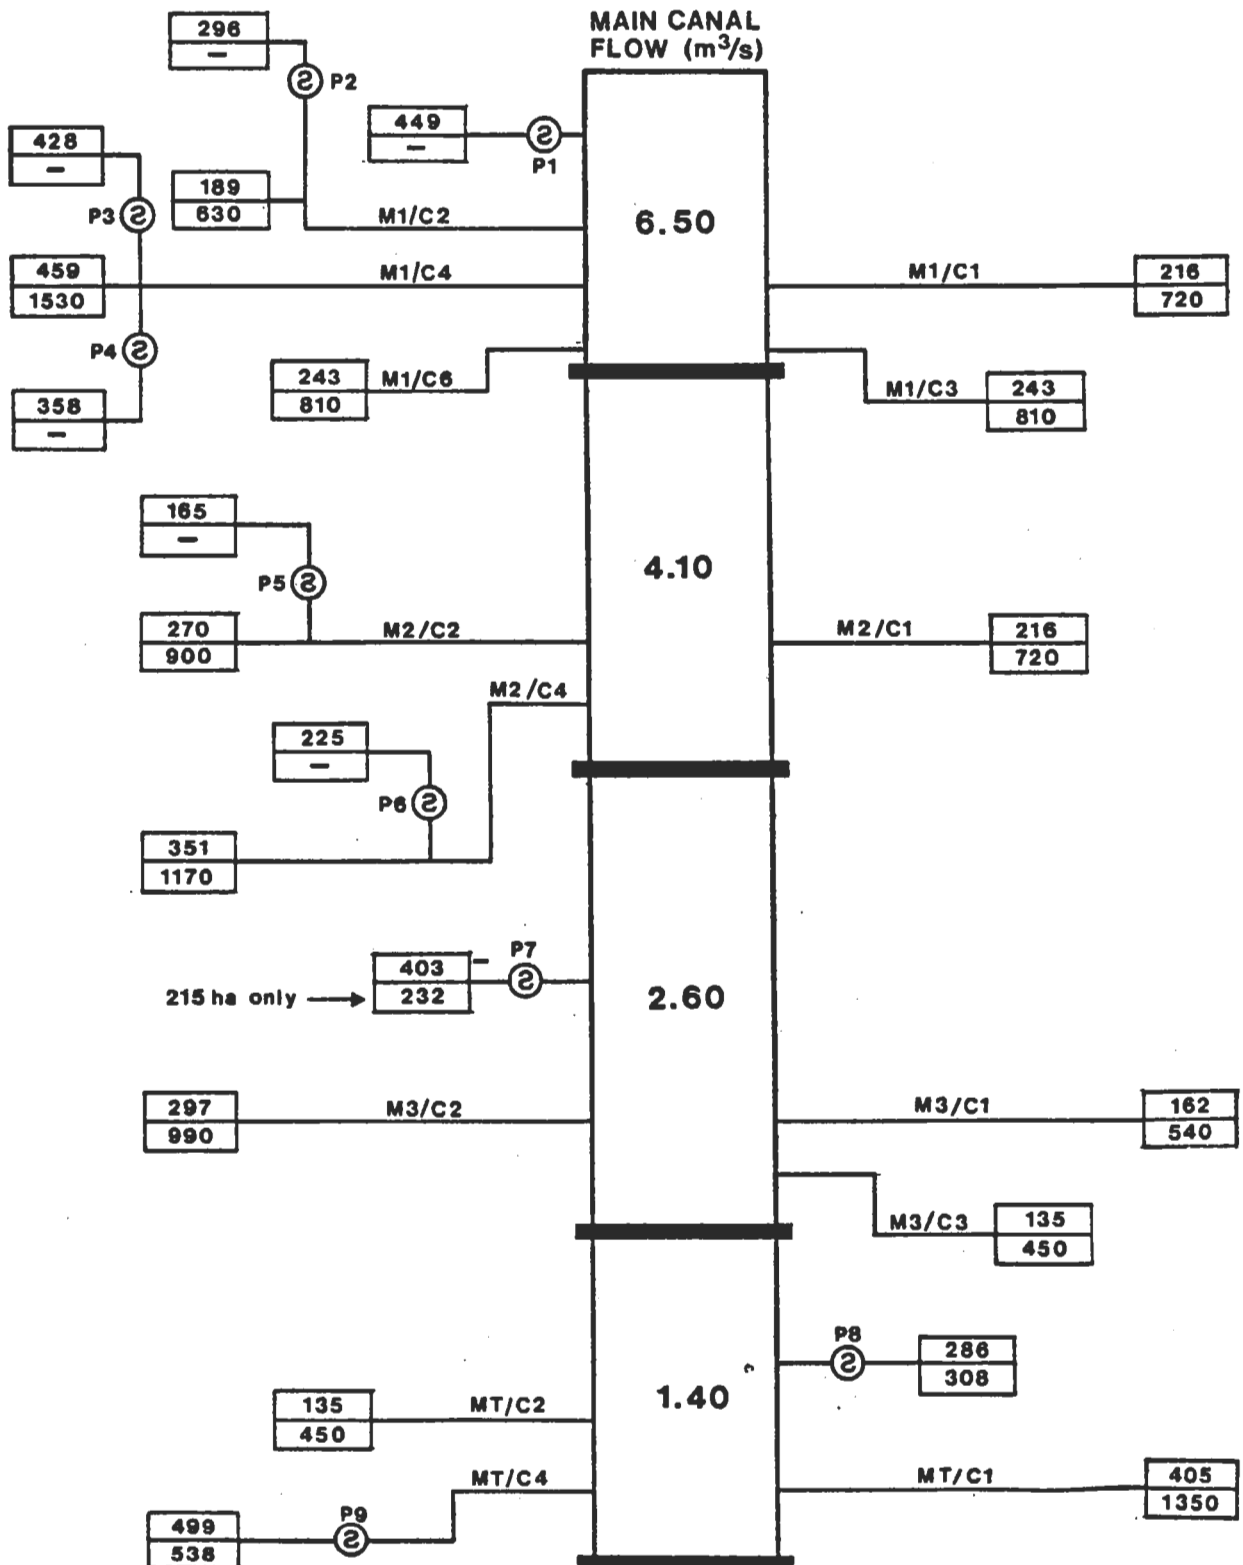 MAIN CANAL
FLOW (m³/s)
296
–
P2
449
–
P1
428
–
P3
189
630
M1/C2
6.50
459
1530
M1/C4
M1/C1
216
720
P4
243
810
M1/C6
M1/C3
243
810
358
–
165
–
P5
4.10
270
900
M2/C2
M2/C1
216
720
M2/C4
225
–
P6
351
1170
P7
403
–
232
215 ha only
2.60
297
990
M3/C2
M3/C1
162
540
M3/C3
135
450
P8
286
308
1.40
135
450
MT/C2
MT/C4
MT/C1
405
1350
P9
499
538